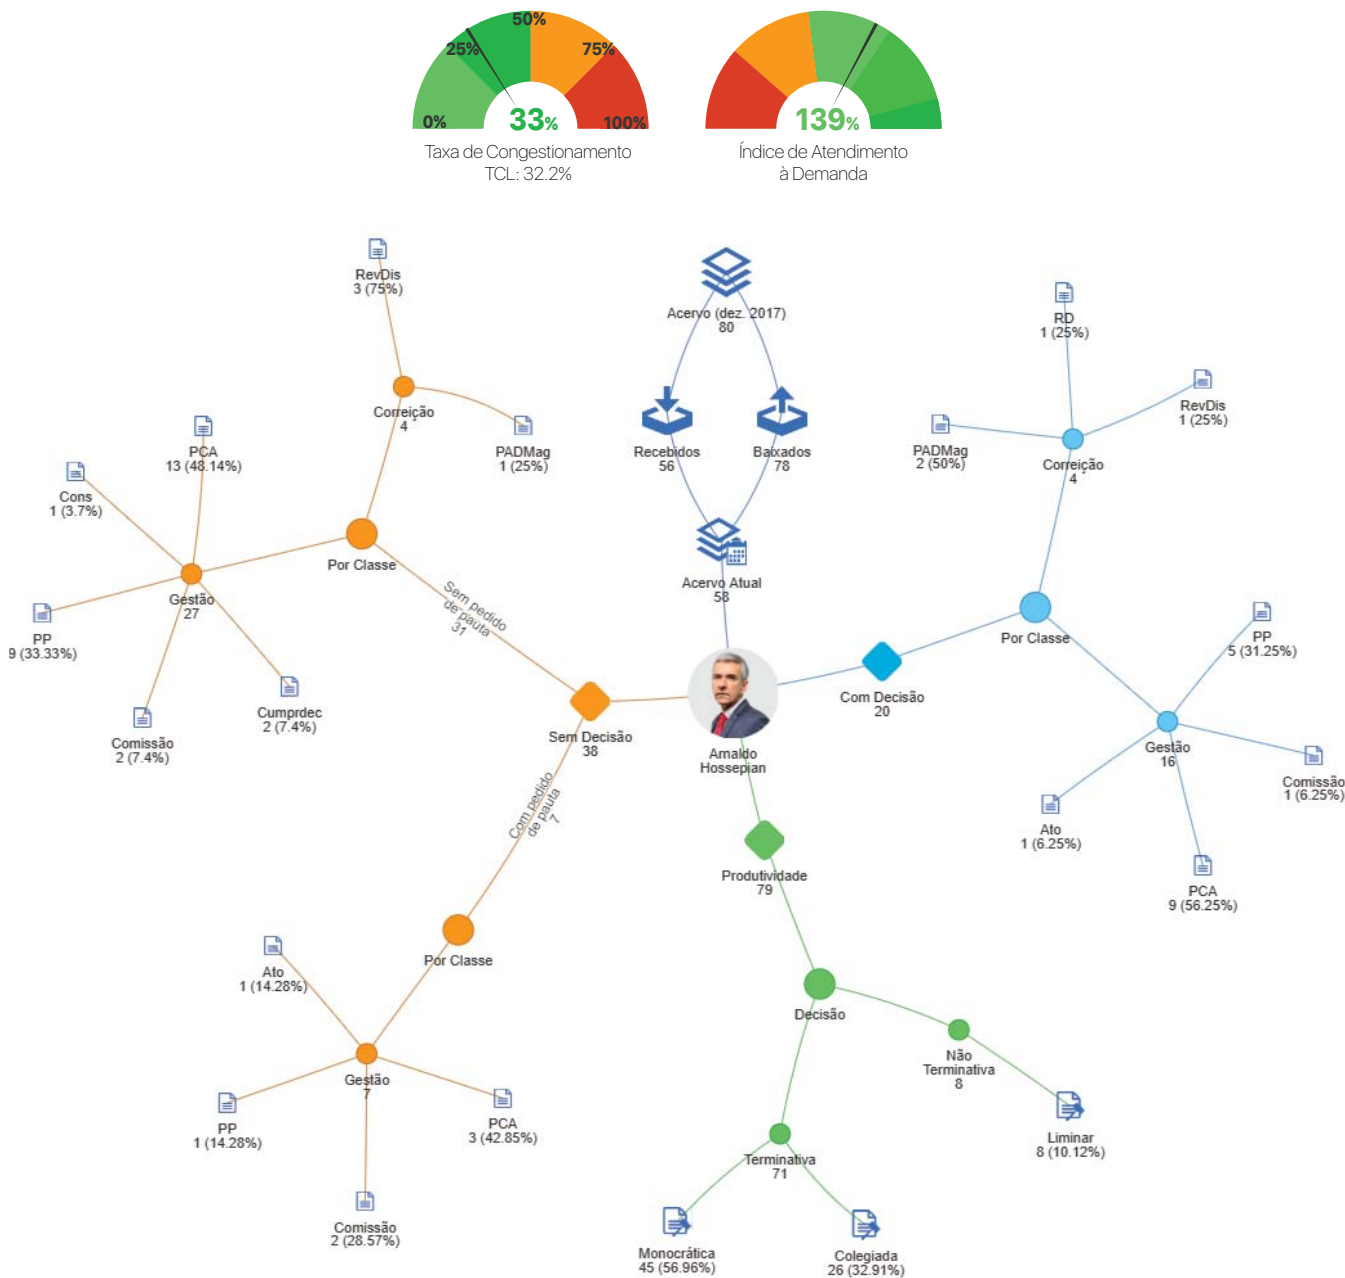 0%
25%
50%
75%
100%
33%
Taxa de Congestionamento
TCL: 32.2%
139%
Índice de Atendimento
à Demanda
RevDis
3 (75%)
Correição
4
PADMag
1 (25%)
PCA
13 (48.14%)
Cons
1 (3.7%)
Por Classe
Gestão
27
PP
9 (33.33%)
Comissão
2 (7.4%)
Cumprdec
2 (7.4%)
Sem pedido
de pauta
31
Sem Decisão
38
Com pedido
de pauta
7
Por Classe
Ato
1 (14.28%)
Gestão
7
PP
1 (14.28%)
PCA
3 (42.85%)
Comissão
2 (28.57%)
Acervo (dez. 2017)
80
Recebidos
56
Baixados
78
Acervo Atual
58
Arnaldo
Hossepian
Com Decisão
20
Por Classe
RD
1 (25%)
RevDis
1 (25%)
PADMag
2 (50%)
Correição
4
PP
5 (31.25%)
Gestão
16
Comissão
1 (6.25%)
Ato
1 (6.25%)
PCA
9 (56.25%)
Produtividade
79
Decisão
Não
Terminativa
8
Liminar
8 (10.12%)
Terminativa
71
Monocrática
45 (56.96%)
Colegiada
26 (32.91%)